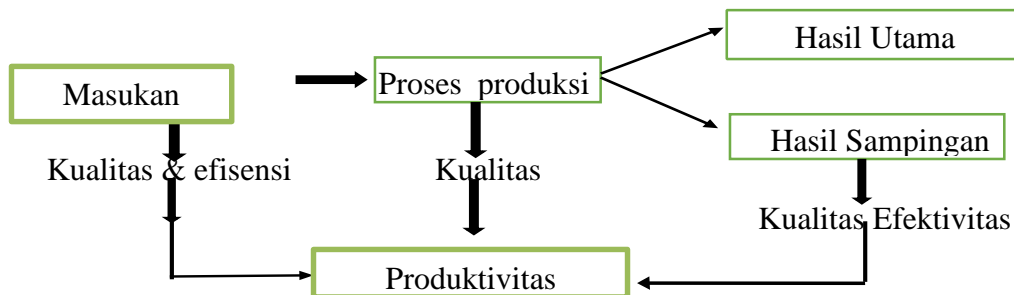 Hasil Utama
Masukan
Proses produksi
Hasil Sampingan
Kualitas & efisensi
Kualitas
Kualitas Efektivitas
Produktivitas